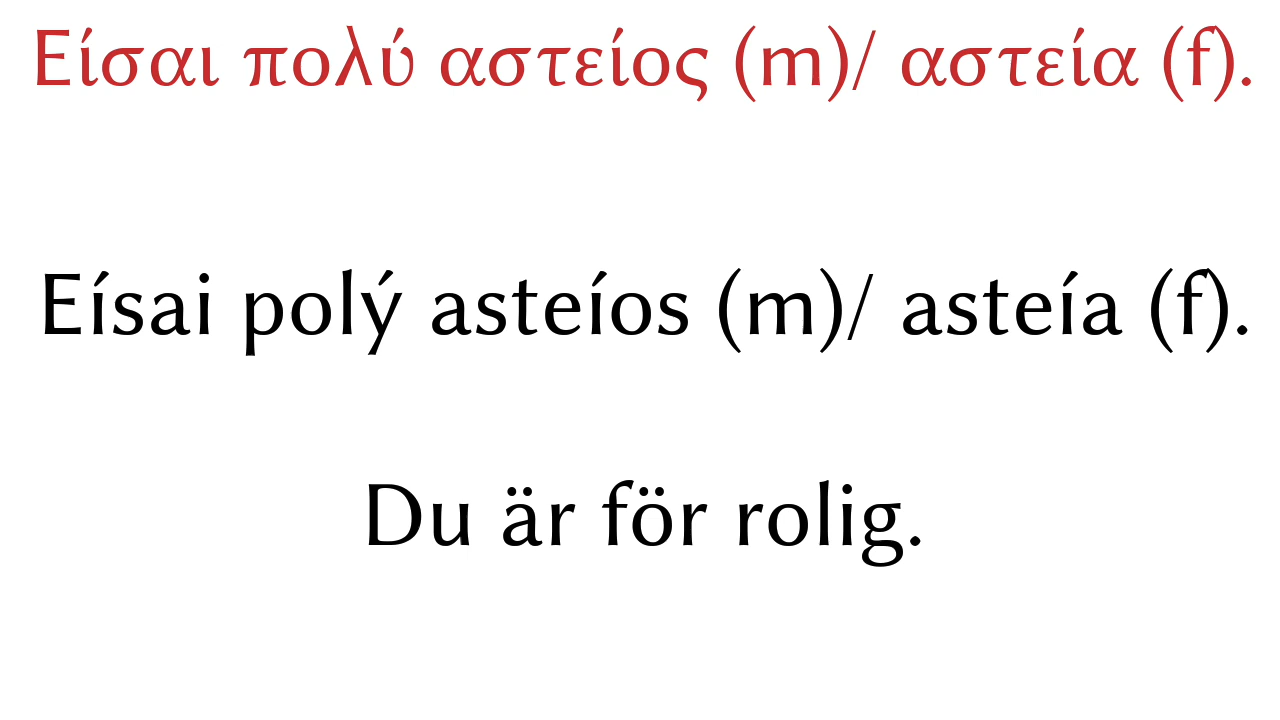 Είσαι πολύ αστείος (m)/ αστεία (f).
Eísai polý asteíos (m)/ asteía (f).
Du är för rolig.